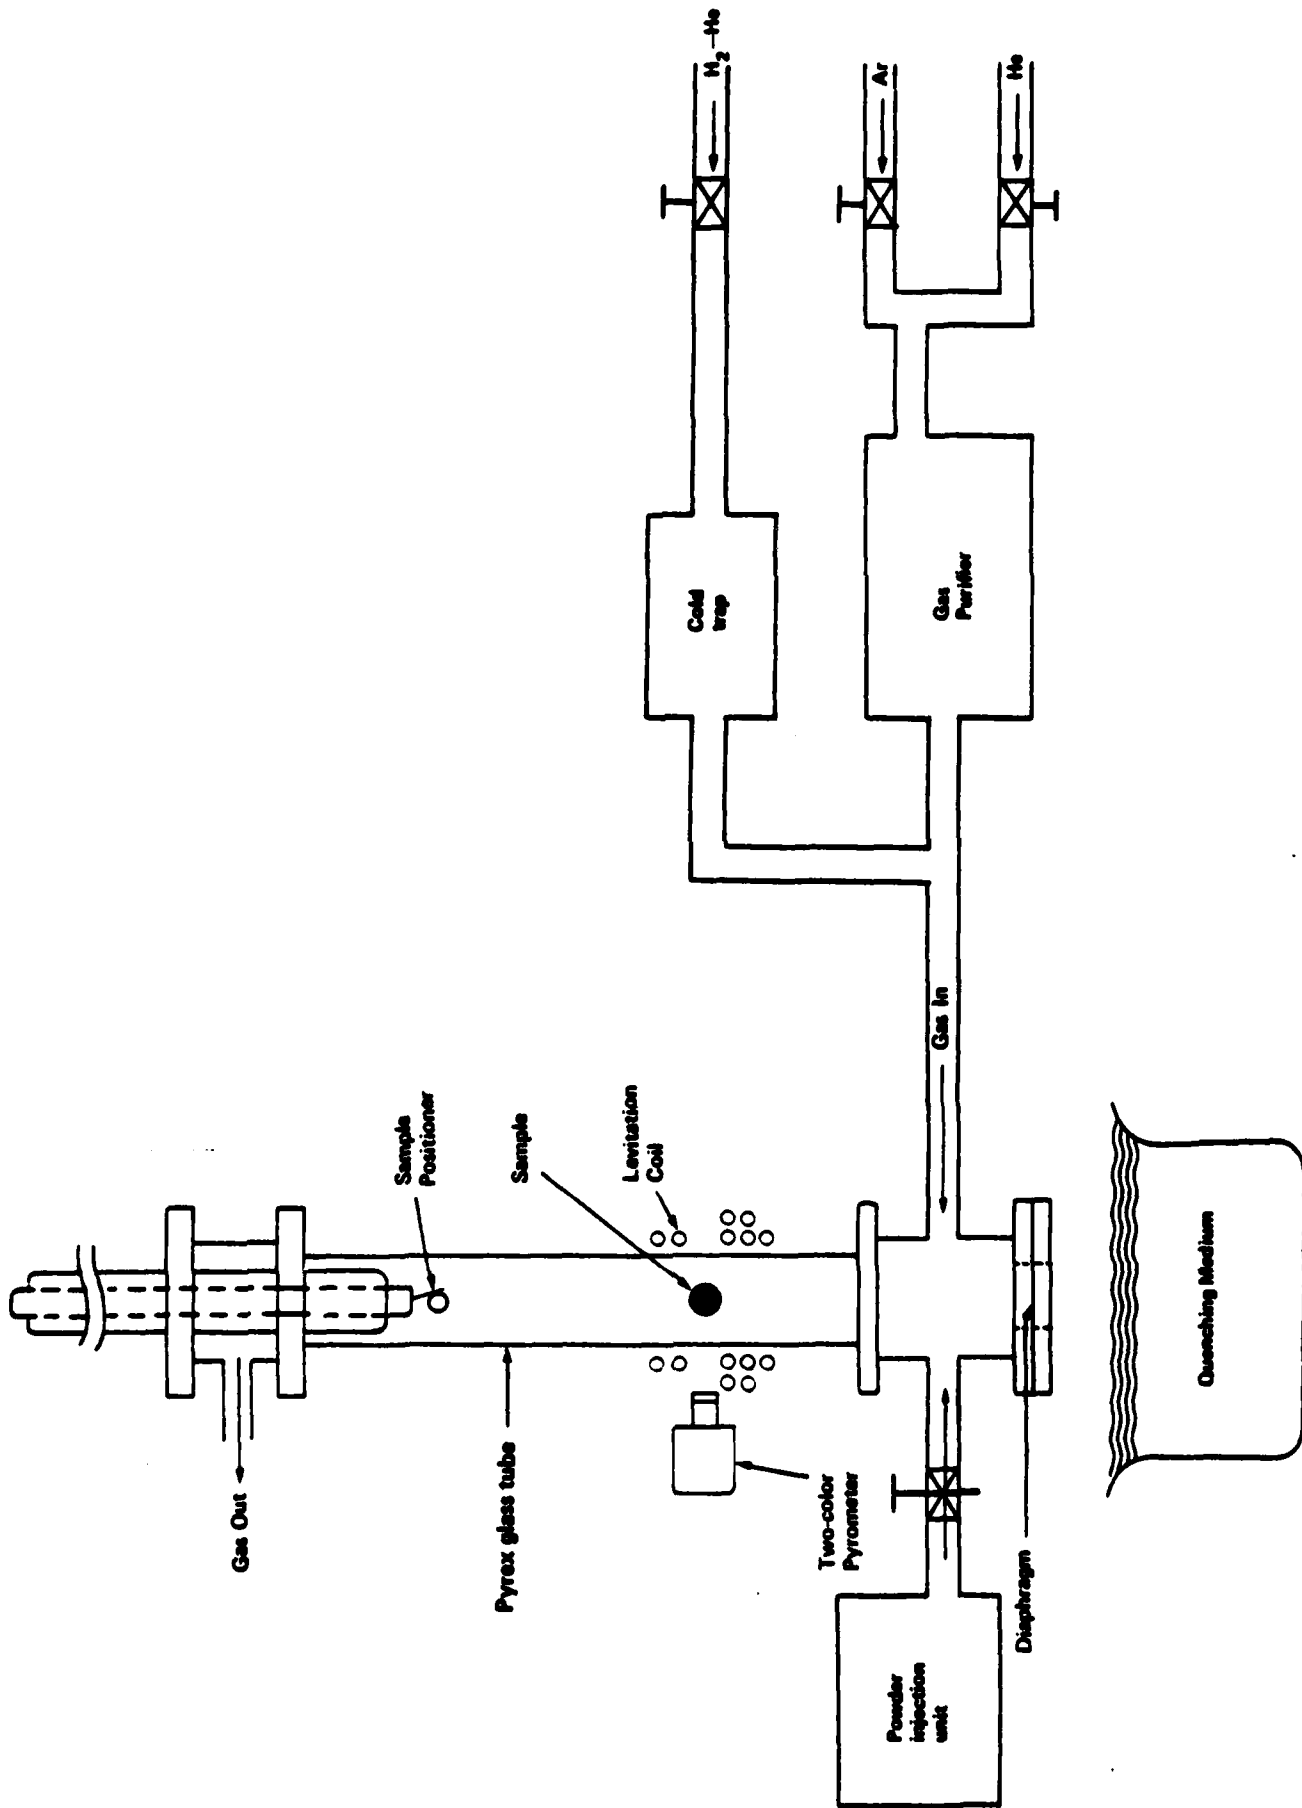 Gas Out
Sample
Positioner
Pyrex glass tube
Sample
Levitation
Coil
Two-color
Pyrometer
Powder
injection
unit
Diaphragm
Quenching Medium
Gas In
Cold
trap
Gas
Purifier
H2-He
Ar
He